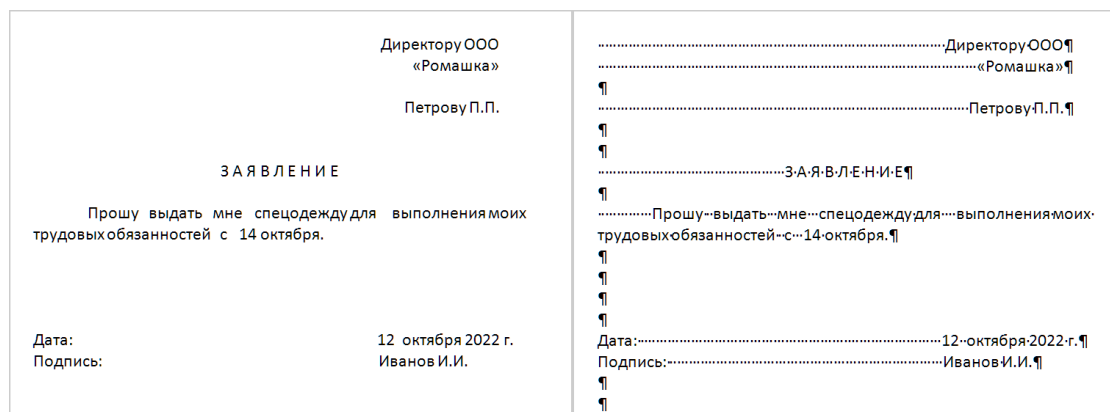 Директору ООО
«Ромашка»
Петрову П.П.
З А Я В Л Е Н И Е
Прошу выдать мне спецодежду для выполнения моих
трудовых обязанностей с 14 октября.
Дата: 12 октября 2022 г.
Подпись: Иванов И.И.
·····Директору·ООО¶
·····«Ромашка»¶
¶
·····Петрову·П.П.¶
¶
¶
·····З·А·Я·В·Л·Е·Н·И·Е¶
¶
·····Прошу··выдать···мне···спецодежду·для····выполнения·моих·
трудовых·обязанностей··с···14·октября.¶
¶
¶
¶
¶
Дата:·····12··октября·2022·г.¶
Подпись:·····Иванов·И.И.¶
¶
¶